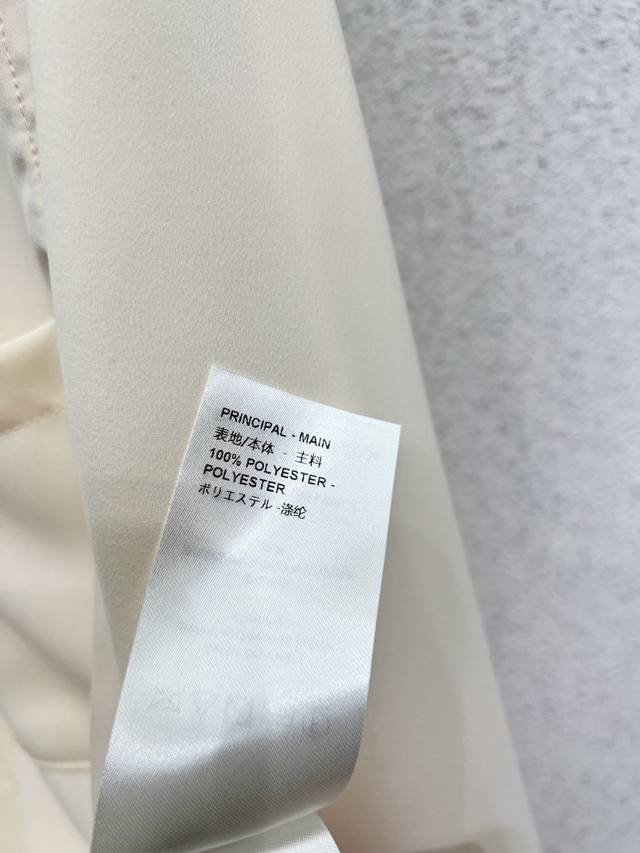 PRINCIPAL - MAIN
表地/本体 - 主料
100% POLYESTER -
POLYESTER
ポリエステル -涤纶